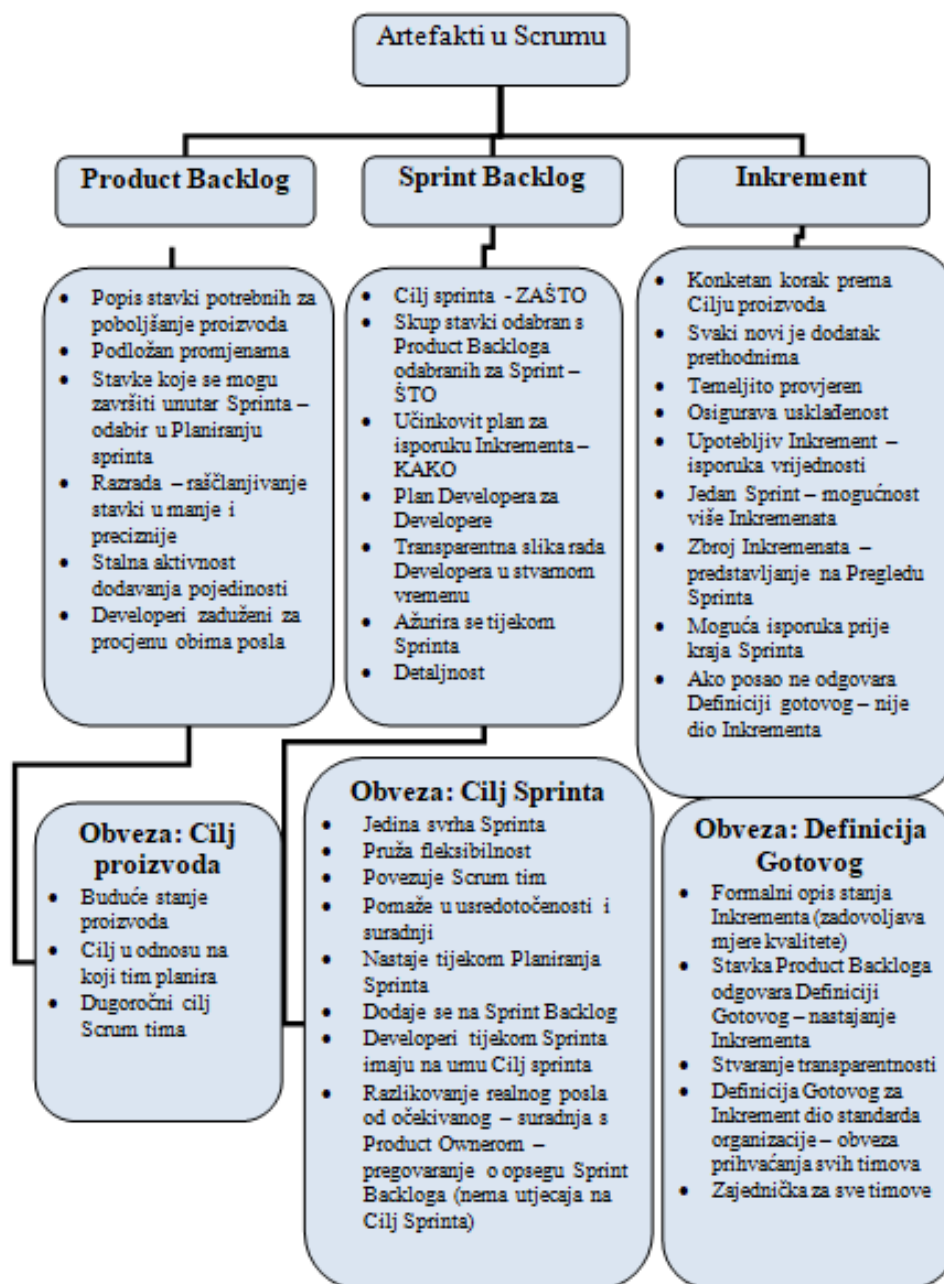 Artefakti u Scrumu
Product Backlog
Sprint Backlog
Inkrement
• Popis stavki potrebnih za
poboljšanje proizvoda
• Podložan promjenama
• Stavke koje se mogu
završiti unutar Sprinta –
odabir u Planiranju
sprinta
• Razrada – raščlanjivanje
stavki u manje i
preciznije
• Stalna aktivnost
dodavanja pojedinosti
• Developeri zaduženi za
procjenu obima posla
• Cilj sprinta - ZAŠTO
• Skup stavki odabran s
Product Backloga
odabranih za Sprint –
ŠTO
• Učinkovit plan za
isporuku Inkrementa –
KAKO
• Plan Developera za
Developere
• Transparentna slika rada
Developera u stvarnom
vremenu
• Ažurira se tijekom
Sprinta
• Detaljnost
• Konketan korak prema
Cilju proizvoda
• Svaki novi je dodatak
prethodnima
• Temeljito provjeren
• Osigurava usklađenost
• Upotebljiv Inkrement –
isporuka vrijednosti
• Jedan Sprint – mogućnost
više Inkremenata
• Zbroj Inkremenata –
predstavljanje na Pregledu
Sprinta
• Moguća isporuka prije
kraja Sprinta
• Ako posao ne odgovara
Definiciji gotovog – nije
dio Inkrementa
Obveza: Cilj
proizvoda
• Buduće stanje
proizvoda
• Cilj u odnosu na
koji tim planira
• Dugoročni cilj
Scrum tima
Obveza: Cilj Sprinta
• Jedina svrha Sprinta
• Pruža fleksibilnost
• Povezuje Scrum tim
• Pomaže u usredotočenosti i
suradnji
• Nastaje tijekom Planiranja
Sprinta
• Dodaje se na Sprint Backlog
• Developeri tijekom Sprinta
imaju na umu Cilj sprinta
• Razlikovanje realnog posla
od očekivanog – suradnja s
Product Ownerom –
pregovaranje o opsegu Sprint
Backloga (nema utjecaja na
Cilj Sprinta)
Obveza: Definicija
Gotovog
• Formalni opis stanja
Inkrementa (zadovoljava
mjere kvalitete)
• Stavka Product Backloga
odgovara Definiciji
Gotovog – nastajanje
Inkrementa
• Stvaranje transparentnosti
• Definicija Gotovog za
Inkrement dio standarda
organizacije – obveza
prihvaćanja svih timova
• Zajednička za sve timove